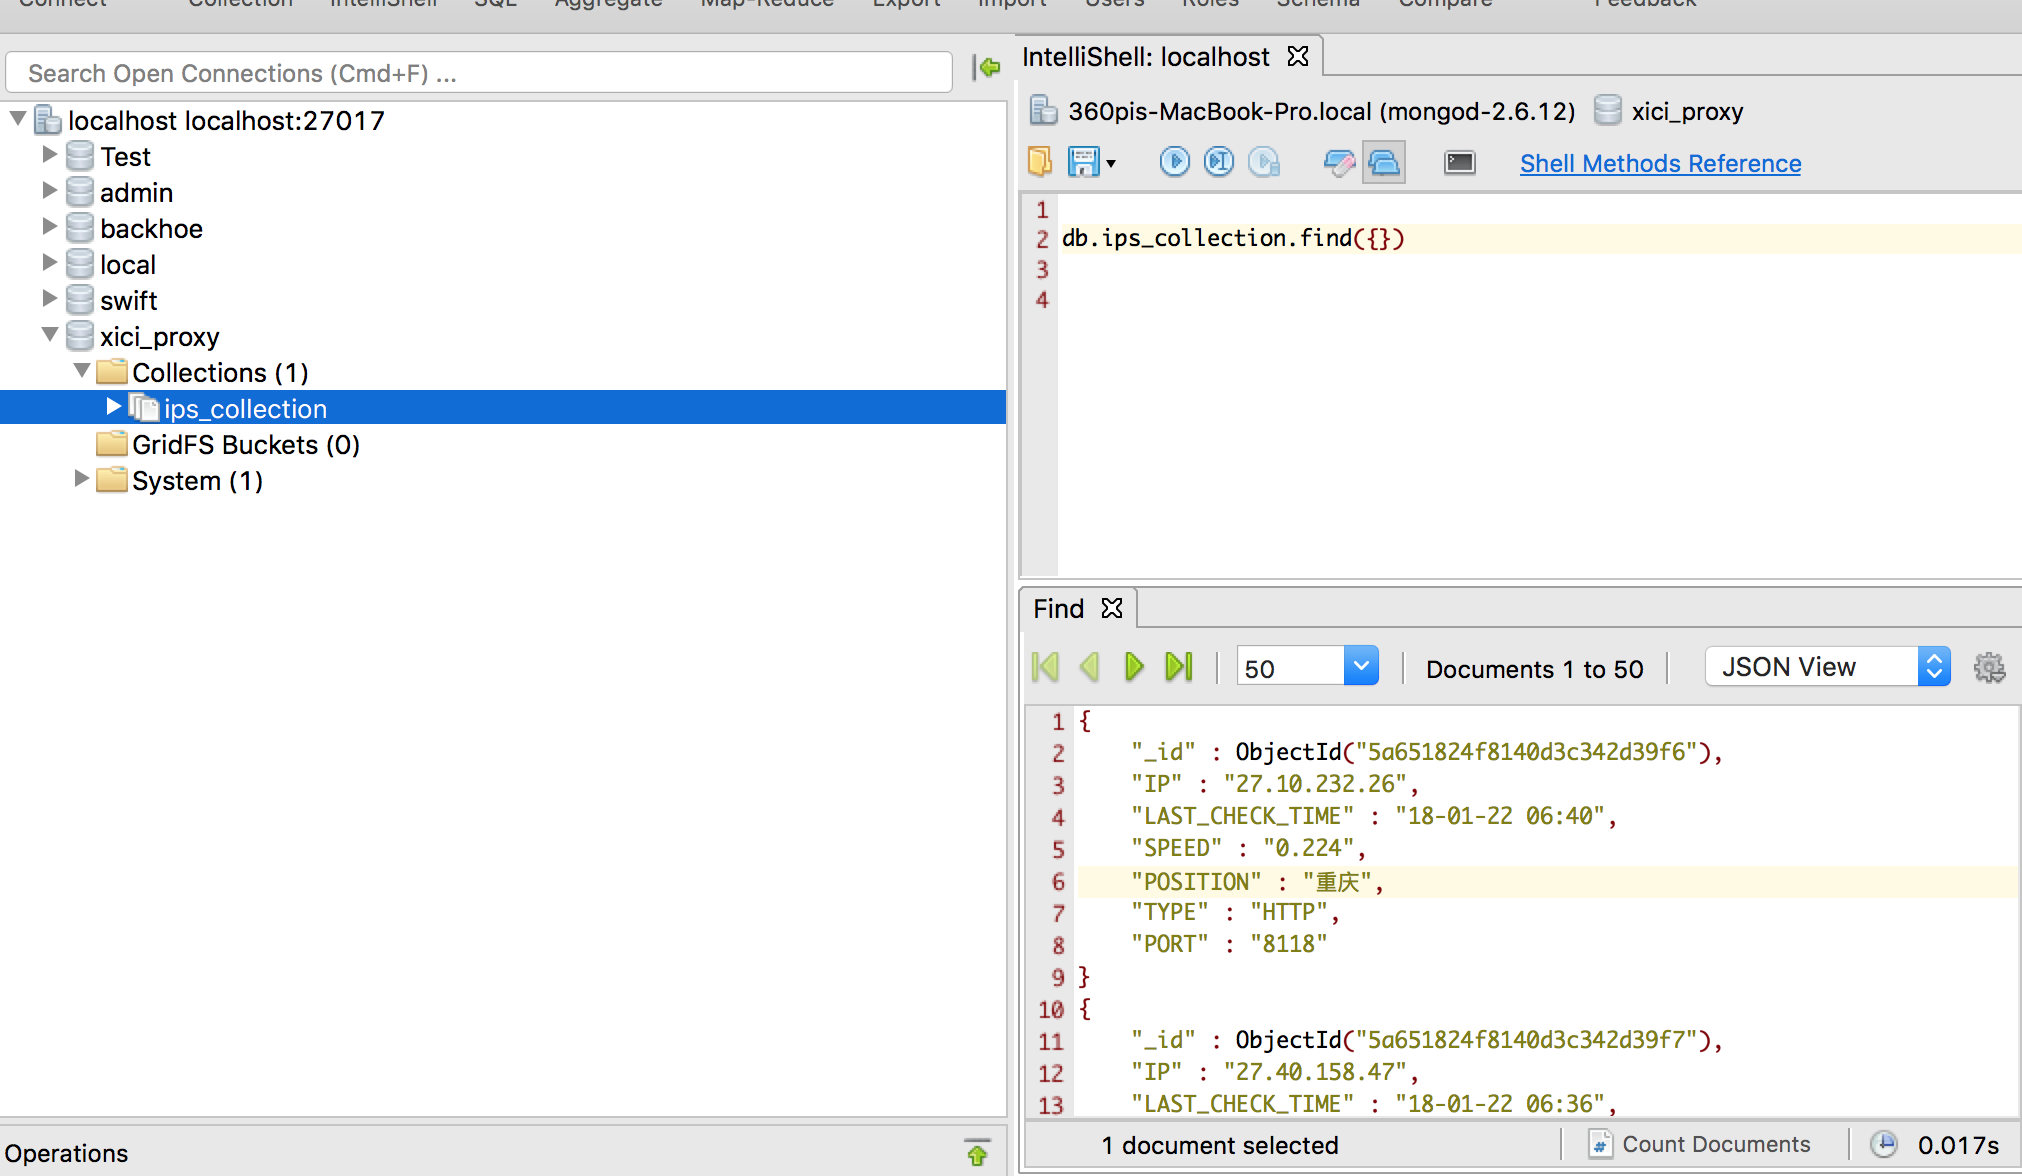 Connect Collection IntelliShell SQL Aggregate Map-Reduce Export Import Users Roles Schema Compare Feedback
Search Open Connections (Cmd+F) ...
localhost localhost:27017
Test
admin
backhoe
local
swift
xici_proxy
Collections (1)
ips_collection
GridFS Buckets (0)
System (1)
Operations
IntelliShell: localhost
360pis-MacBook-Pro.local (mongod-2.6.12) xici_proxy
Shell Methods Reference
1
2 db.ips_collection.find({})
3
4
Find
50 Documents 1 to 50 JSON View
1 {
2 "_id" : ObjectId("5a651824f8140d3c342d39f6"),
3 "IP" : "27.10.232.26",
4 "LAST_CHECK_TIME" : "18-01-22 06:40",
5 "SPEED" : "0.224",
6 "POSITION" : "重庆",
7 "TYPE" : "HTTP",
8 "PORT" : "8118"
9 }
10 {
11 "_id" : ObjectId("5a651824f8140d3c342d39f7"),
12 "IP" : "27.40.158.47",
13 "LAST_CHECK_TIME" : "18-01-22 06:36",
1 document selected Count Documents 0.017s